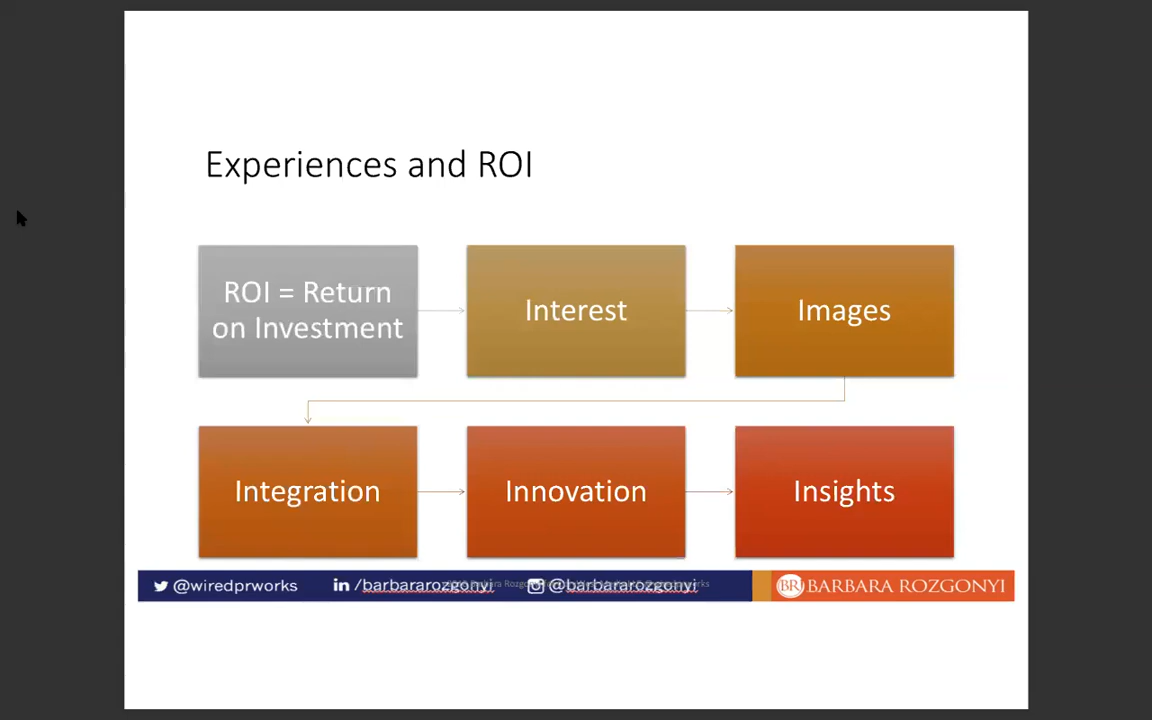 Experiences and ROI
ROI = Return
on Investment
Interest
Images
Integration
Innovation
Insights
@wiredprworks
in /barbararozgonyi
@barbararozgonyi
BR BARBARA ROZGONYI